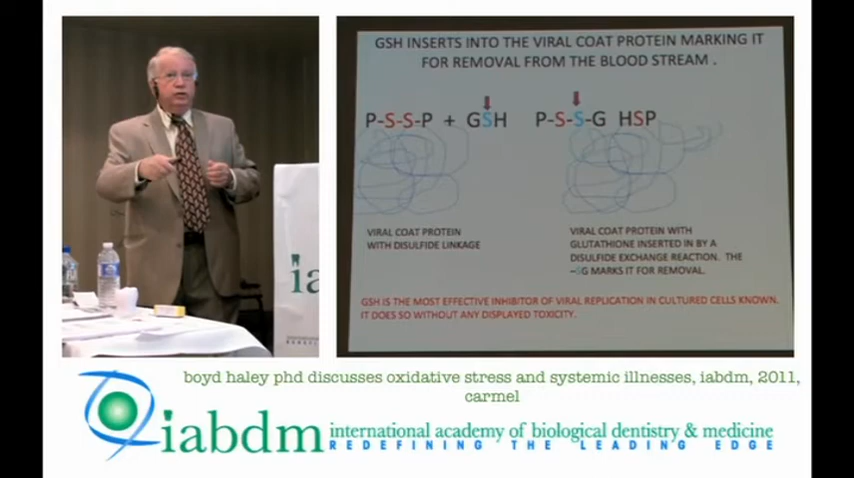 GSH INSERTS INTO THE VIRAL COAT PROTEIN MARKING IT
FOR REMOVAL FROM THE BLOOD STREAM .
P-S-S-P + GSH P-S-S-G HSP
VIRAL COAT PROTEIN
WITH DISULFIDE LINKAGE
VIRAL COAT PROTEIN WITH
GLUTATHIONE INSERTED IN BY A
DISULFIDE EXCHANGE REACTION. THE
–SG MARKS IT FOR REMOVAL.
GSH IS THE MOST EFFECTIVE INHIBITOR OF VIRAL REPLICATION IN CULTURED CELLS KNOWN.
IT DOES SO WITHOUT ANY DISPLAYED TOXICITY.
ia
boyd haley phd discusses oxidative stress and systemic illnesses, iabdm, 2011,
carmel
iabdm international academy of biological dentistry & medicine
REDEFINING THE LEADING EDGE